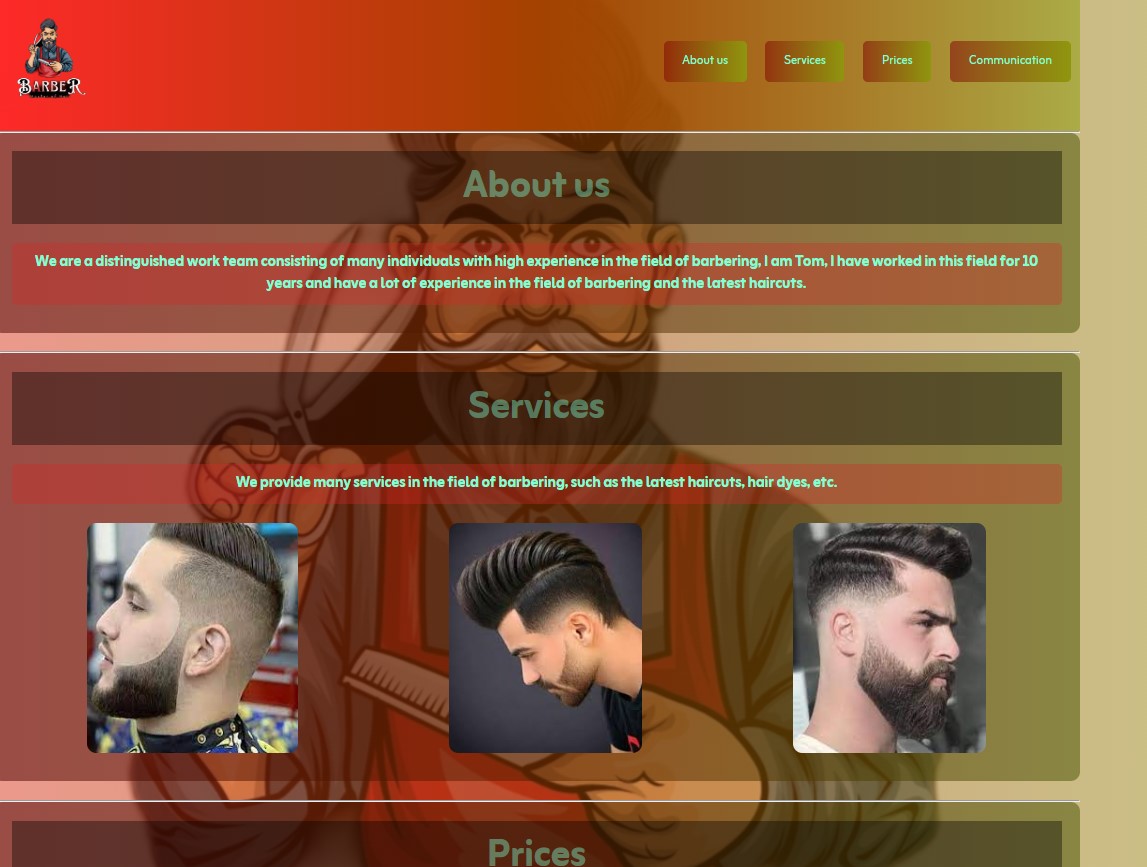 BARBER
About us
Services
Prices
Communication
About us
We are a distinguished work team consisting of many individuals with high experience in the field of barbering, I am Tom, I have worked in this field for 10
years and have a lot of experience in the field of barbering and the latest haircuts.
Services
We provide many services in the field of barbering, such as the latest haircuts, hair dyes, etc.
Prices